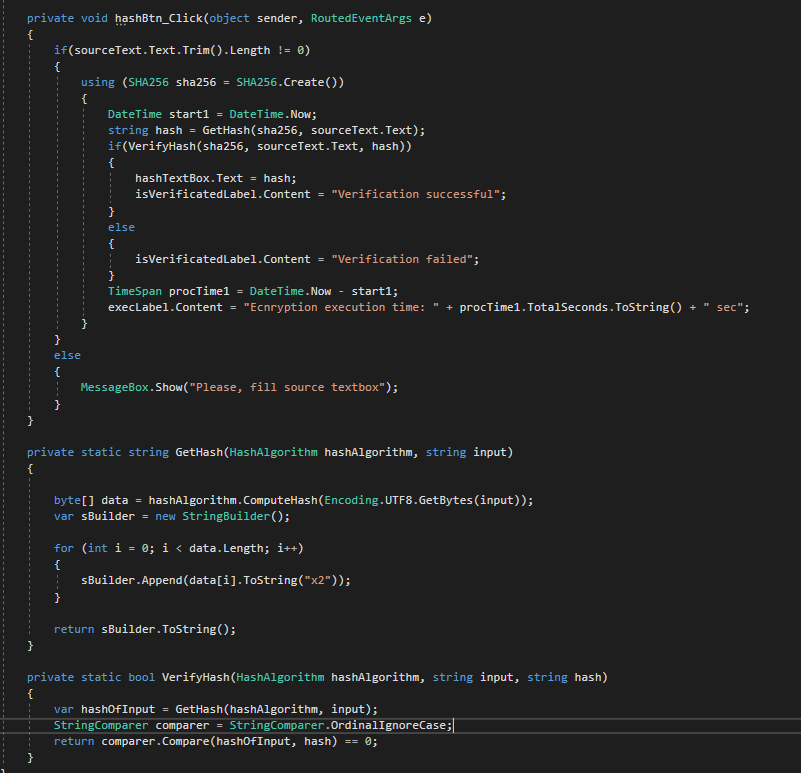 private void hashBtn_Click(object sender, RoutedEventArgs e)
{
if(sourceText.Text.Trim().Length != 0)
{
using (SHA256 sha256 = SHA256.Create())
{
DateTime start1 = DateTime.Now;
string hash = GetHash(sha256, sourceText.Text);
if(VerifyHash(sha256, sourceText.Text, hash))
{
hashTextBox.Text = hash;
isVerificatedLabel.Content = "Verification successful";
}
else
{
isVerificatedLabel.Content = "Verification failed";
}
TimeSpan procTime1 = DateTime.Now - start1;
execLabel.Content = "Ecnryption execution time: " + procTime1.TotalSeconds.ToString() + " sec";
}
}
else
{
MessageBox.Show("Please, fill source textbox");
}
}
private static string GetHash(HashAlgorithm hashAlgorithm, string input)
{
byte[] data = hashAlgorithm.ComputeHash(Encoding.UTF8.GetBytes(input));
var sBuilder = new StringBuilder();
for (int i = 0; i < data.Length; i++)
{
sBuilder.Append(data[i].ToString("x2"));
}
return sBuilder.ToString();
}
private static bool VerifyHash(HashAlgorithm hashAlgorithm, string input, string hash)
{
var hashOfInput = GetHash(hashAlgorithm, input);
StringComparer comparer = StringComparer.OrdinalIgnoreCase;
return comparer.Compare(hashOfInput, hash) == 0;
}
}